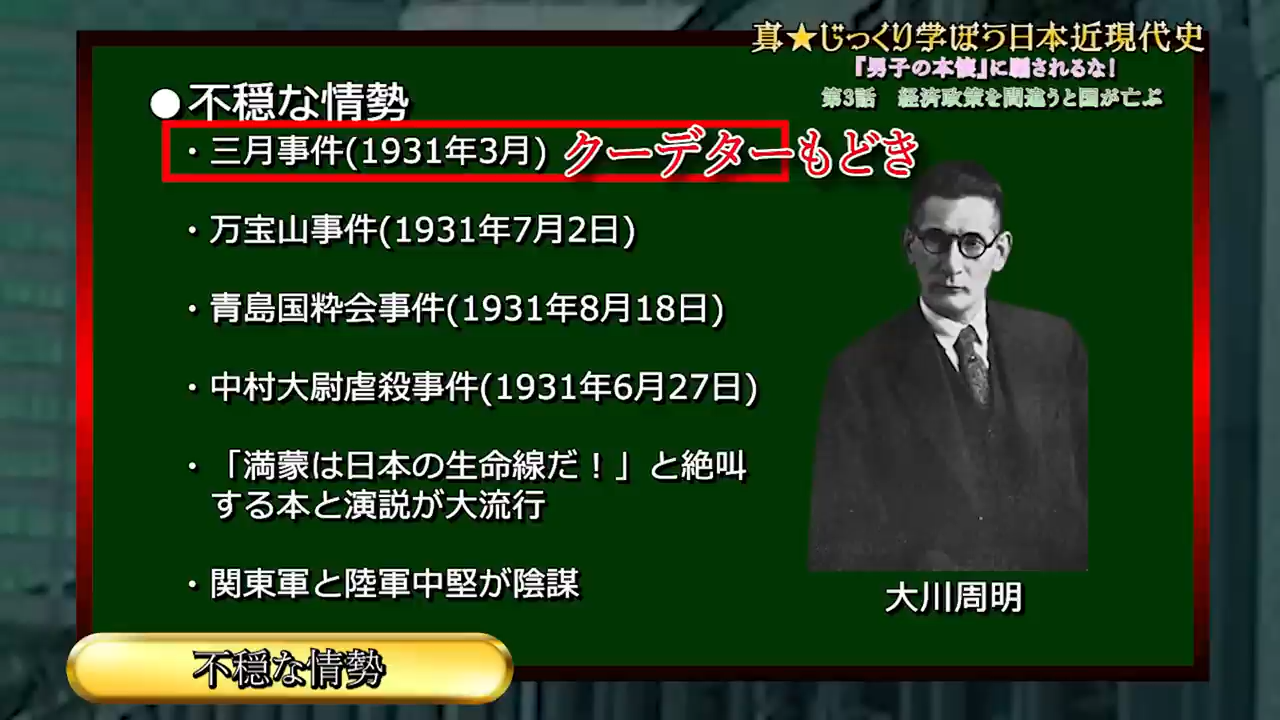 真★じっくり学ぼう日本近現代史
『男子の本懐』に騙されるな！
第3話　経済政策を間違うと国が亡ぶ
●不穏な情勢
・三月事件(1931年3月) クーデターもどき
・万宝山事件(1931年7月2日)
・青島国粋会事件(1931年8月18日)
・中村大尉虐殺事件(1931年6月27日)
・「満蒙は日本の生命線だ！」と絶叫
する本と演説が大流行
・関東軍と陸軍中堅が陰謀
大川周明
不穏な情勢